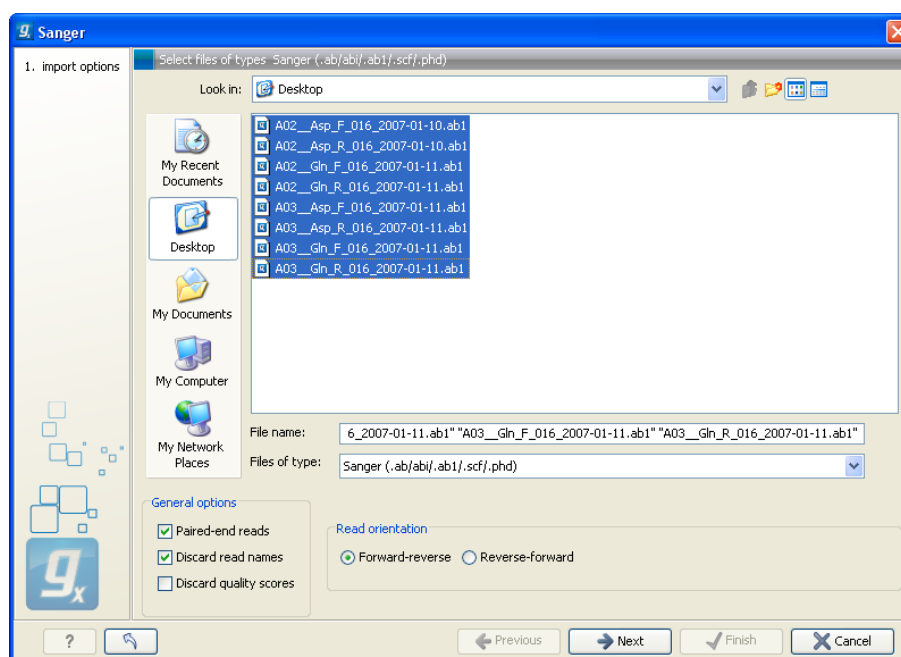 Sanger
1. import options
Select files of types Sanger (.ab/abi/.ab1/.scf/.phd)
Look in: Desktop
My Recent
Documents
Desktop
My Documents
My Computer
My Network
Places
A02__Asp_F_016_2007-01-10.ab1
A02__Asp_R_016_2007-01-10.ab1
A02__Gln_F_016_2007-01-11.ab1
A02__Gln_R_016_2007-01-11.ab1
A03__Asp_F_016_2007-01-11.ab1
A03__Asp_R_016_2007-01-11.ab1
A03__Gln_F_016_2007-01-11.ab1
A03__Gln_R_016_2007-01-11.ab1
File name: 6_2007-01-11.ab1" "A03__Gln_F_016_2007-01-11.ab1" "A03__Gln_R_016_2007-01-11.ab1"
Files of type: Sanger (.ab/abi/.ab1/.scf/.phd)
General options
Paired-end reads
Discard read names
Discard quality scores
Read orientation
Forward-reverse Reverse-forward
gx
? Previous Next Finish Cancel